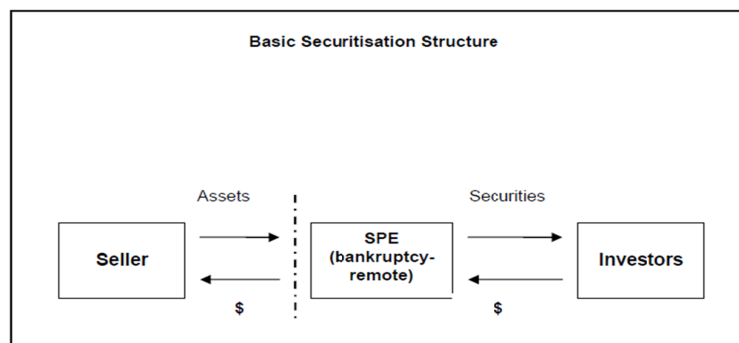 Basic Securitisation Structure
Assets
Securities
Seller
SPE
(bankruptcy-
remote)
Investors
$
$